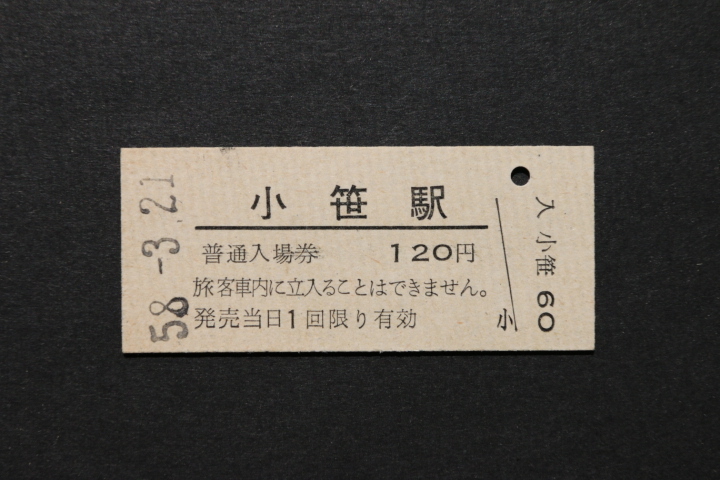 58-3.21
小笹駅
普通入場券 120円
旅客車内に立入ることはできません。
発売当日1回限り有効
小
入 小笹 60